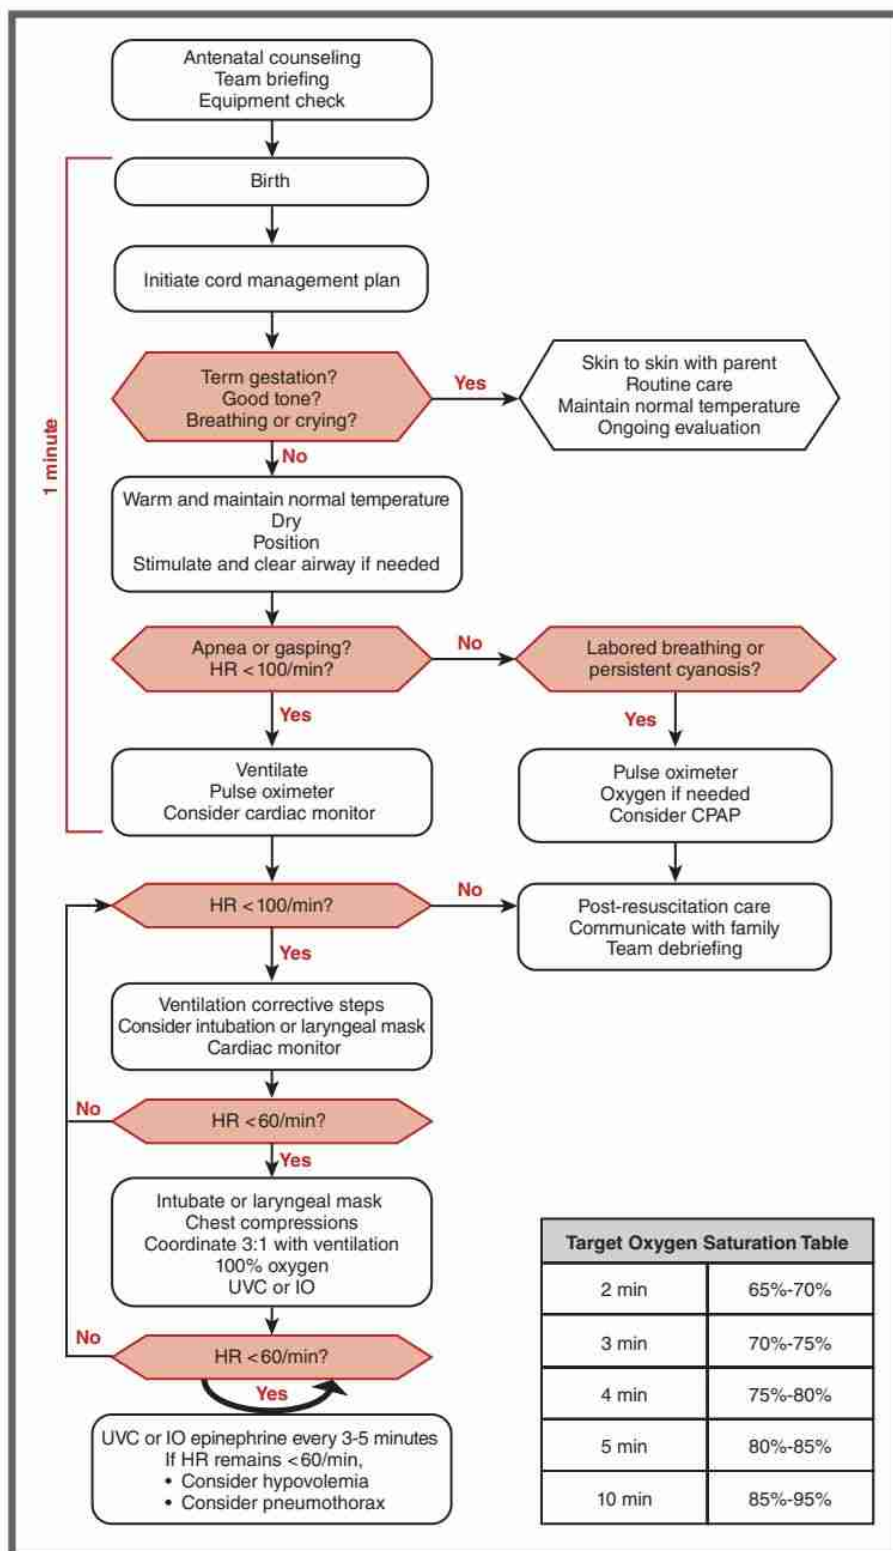 Antenatal counseling
Team briefing
Equipment check
Birth
Initiate cord management plan
1 minute
Term gestation?
Good tone?
Breathing or crying?
Yes
Skin to skin with parent
Routine care
Maintain normal temperature
Ongoing evaluation
No
Warm and maintain normal temperature
Dry
Position
Stimulate and clear airway if needed
Apnea or gasping?
HR <100/min?
No
Labored breathing or
persistent cyanosis?
Yes
Yes
Ventilate
Pulse oximeter
Consider cardiac monitor
Pulse oximeter
Oxygen if needed
Consider CPAP
HR <100/min?
No
Post-resuscitation care
Communicate with family
Team debriefing
Yes
Ventilation corrective steps
Consider intubation or laryngeal mask
Cardiac monitor
No
HR <60/min?
Yes
Intubate or laryngeal mask
Chest compressions
Coordinate 3:1 with ventilation
100% oxygen
UVC or IO
No
HR <60/min?
Yes
UVC or IO epinephrine every 3-5 minutes
If HR remains <60/min,
• Consider hypovolemia
• Consider pneumothorax
Target Oxygen Saturation Table
2 min 65%-70%
3 min 70%-75%
4 min 75%-80%
5 min 80%-85%
10 min 85%-95%